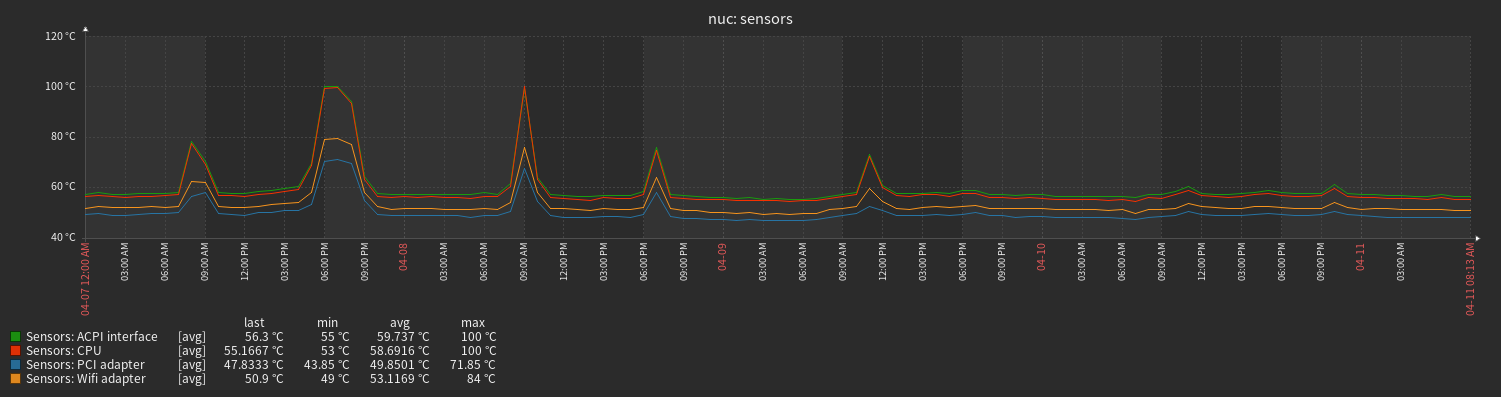 nuc: sensors
120 °C
100 °C
80 °C
60 °C
40 °C
04-07 12:00 AM
03:00 AM
06:00 AM
09:00 AM
12:00 PM
03:00 PM
06:00 PM
09:00 PM
04-08
03:00 AM
06:00 AM
09:00 AM
12:00 PM
03:00 PM
06:00 PM
09:00 PM
04-09
03:00 AM
06:00 AM
09:00 AM
12:00 PM
03:00 PM
06:00 PM
09:00 PM
04-10
03:00 AM
06:00 AM
09:00 AM
12:00 PM
03:00 PM
06:00 PM
09:00 PM
04-11
03:00 AM
04-11 08:13 AM
last min avg max
Sensors: ACPI interface [avg] 56.3 °C 55 °C 59.737 °C 100 °C
Sensors: CPU [avg] 55.1667 °C 53 °C 58.6916 °C 100 °C
Sensors: PCI adapter [avg] 47.8333 °C 43.85 °C 49.8501 °C 71.85 °C
Sensors: Wifi adapter [avg] 50.9 °C 49 °C 53.1169 °C 84 °C